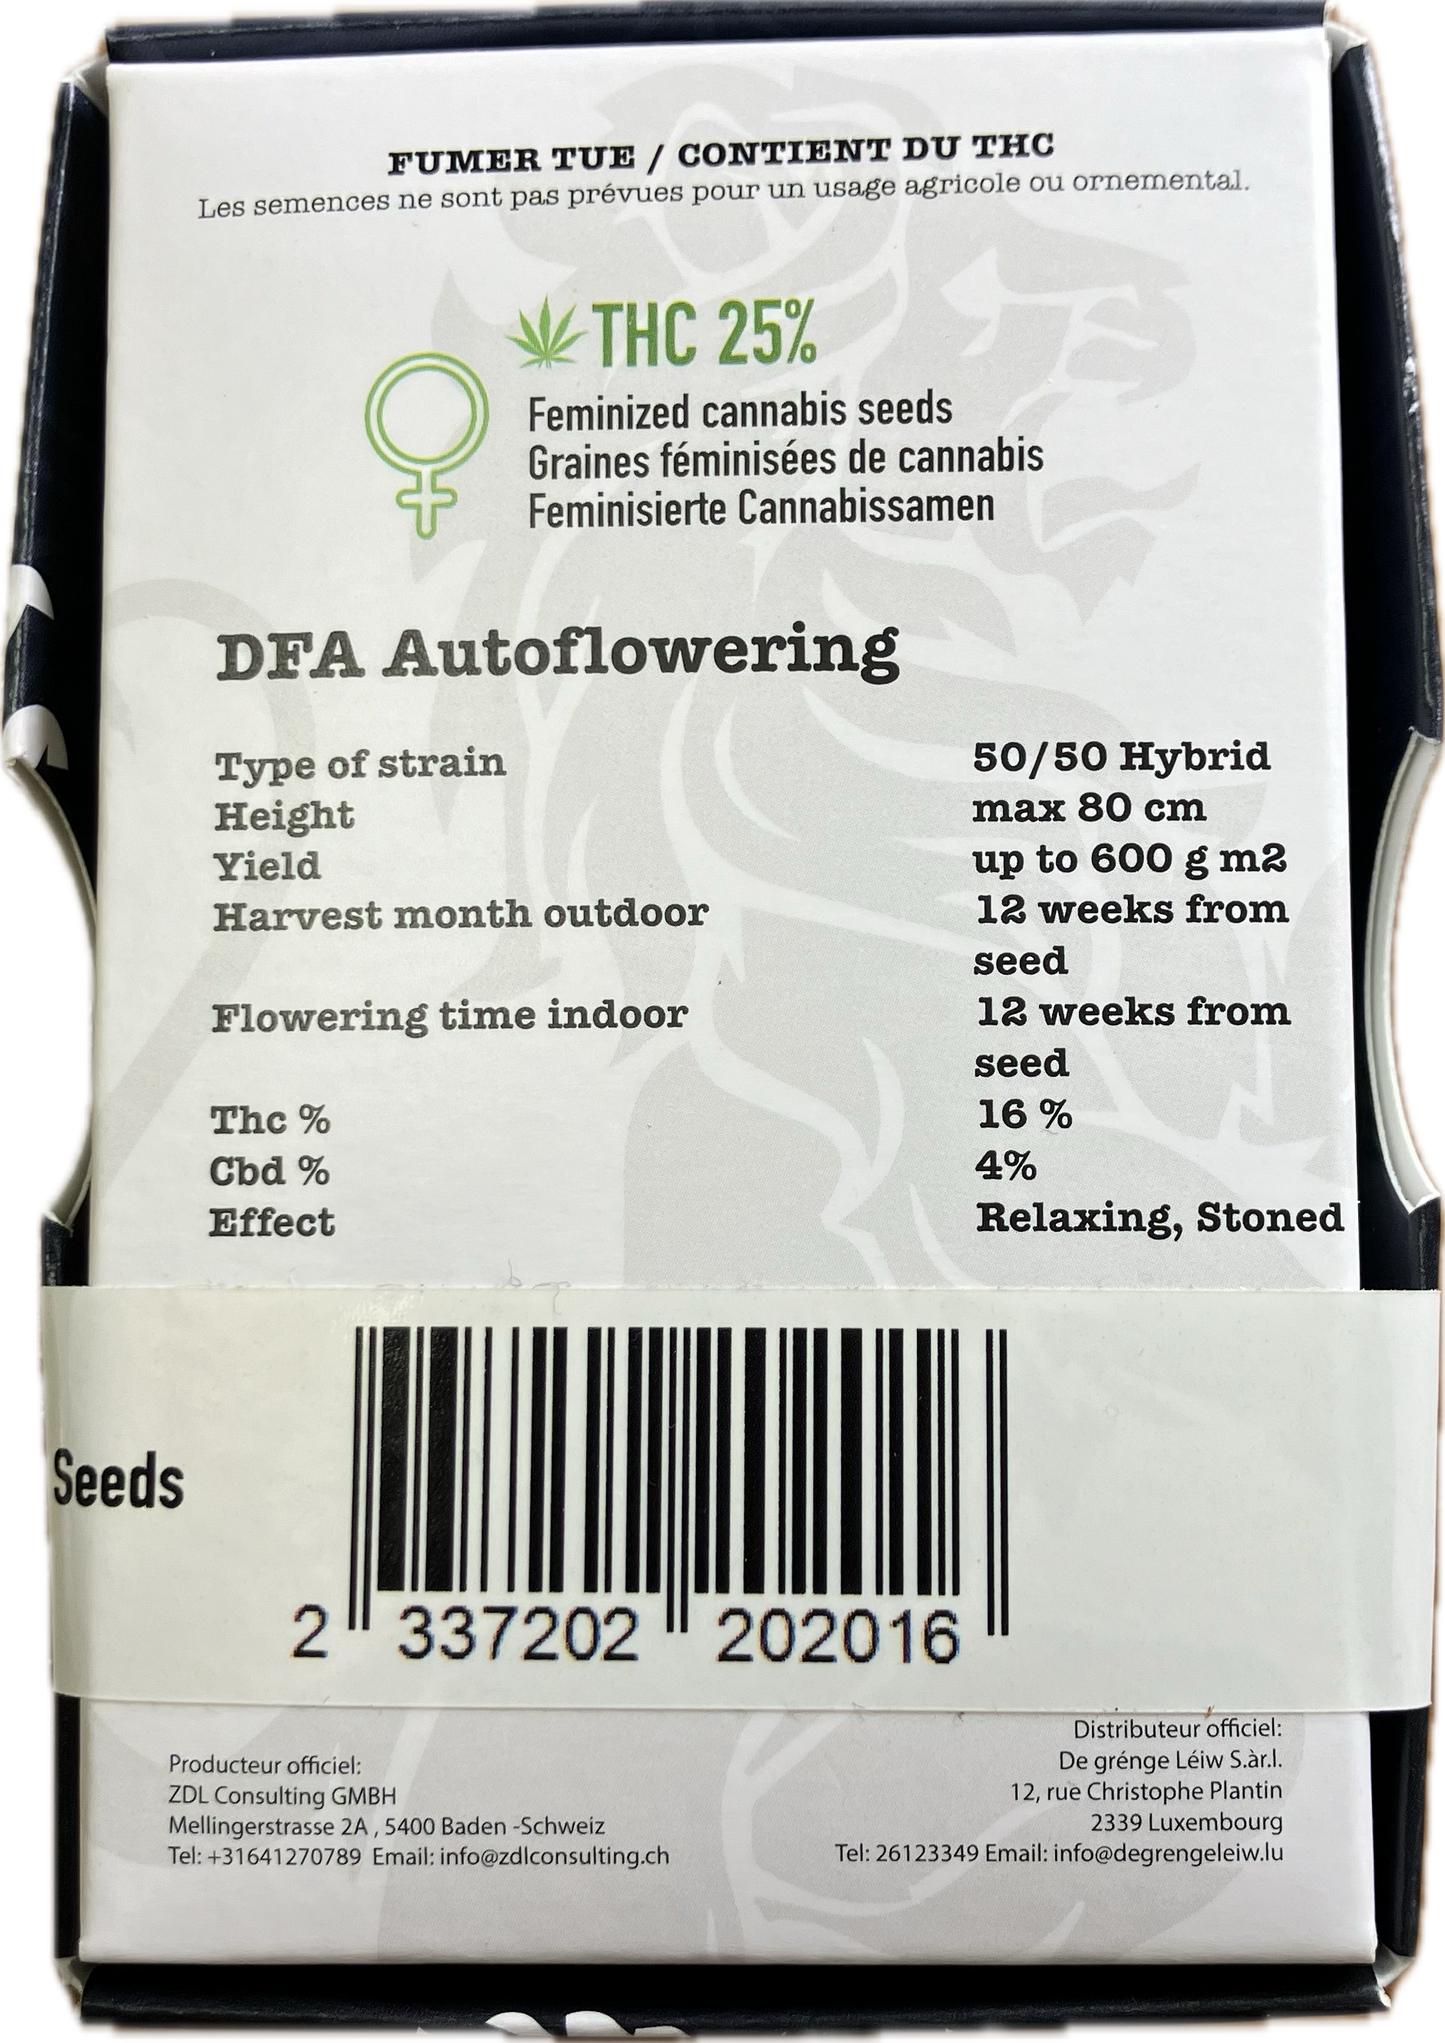 FUMER TUE / CONTIENT DU THC
Les semences ne sont pas prévues pour un usage agricole ou ornemental.
THC 25%
Feminized cannabis seeds
Graines féminisées de cannabis
Feminisierte Cannabissamen
DFA Autoflowering
Type of strain 50/50 Hybrid
Height max 80 cm
Yield up to 600 g m2
Harvest month outdoor 12 weeks from
seed
Flowering time indoor 12 weeks from
seed
Thc % 16 %
Cbd % 4%
Effect Relaxing, Stoned
Seeds
2 337202 202016
Producteur officiel:
ZDL Consulting GMBH
Mellingerstrasse 2A , 5400 Baden -Schweiz
Tel: +31641270789 Email: info@zdlconsulting.ch
Distributeur officiel:
De grénge Léiw S.àr.l.
12, rue Christophe Plantin
2339 Luxembourg
Tel: 26123349 Email: info@degrengeleiw.lu